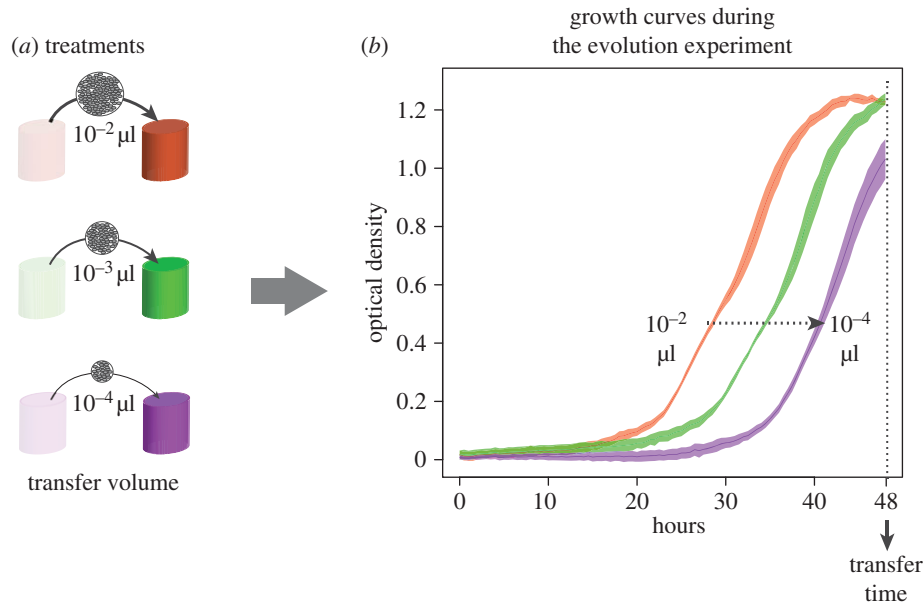 (a) treatments
10⁻² µl
10⁻³ µl
10⁻⁴ µl
transfer volume
(b)
growth curves during
the evolution experiment
optical density
1.2
1.0
0.8
0.6
0.4
0.2
0
10⁻²
µl
10⁻⁴
µl
0 10 20 30 40 48
hours
transfer
time